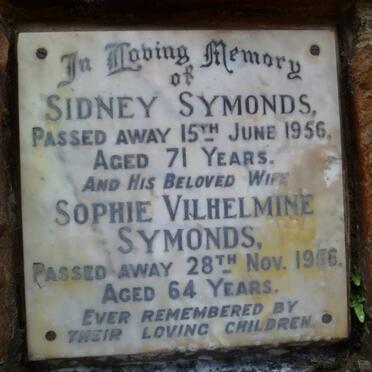 In Loving Memory
of
SIDNEY SYMONDS,
PASSED AWAY 15TH JUNE 1956,
AGED 71 YEARS.
AND HIS BELOVED WIFE
SOPHIE VILHELMINE
SYMONDS,
PASSED AWAY 28TH NOV. 1966,
AGED 64 YEARS.
EVER REMEMBERED BY
THEIR LOVING CHILDREN.